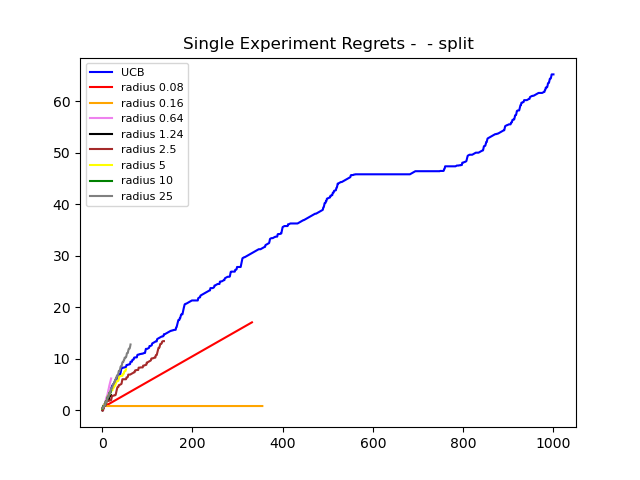 Single Experiment Regrets -  - split
UCB
radius 0.08
radius 0.16
radius 0.64
radius 1.24
radius 2.5
radius 5
radius 10
radius 25
60
50
40
30
20
10
0
0 200 400 600 800 1000